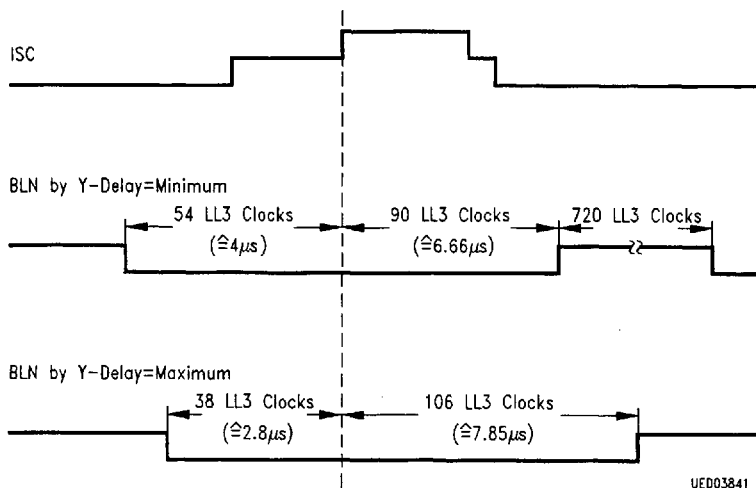 ISC
BLN by Y-Delay=Minimum
54 LL3 Clocks
(≙4µs)
90 LL3 Clocks
(≙6.66µs)
720 LL3 Clocks
BLN by Y-Delay=Maximum
38 LL3 Clocks
(≙2.8µs)
106 LL3 Clocks
(≙7.85µs)
UED03841